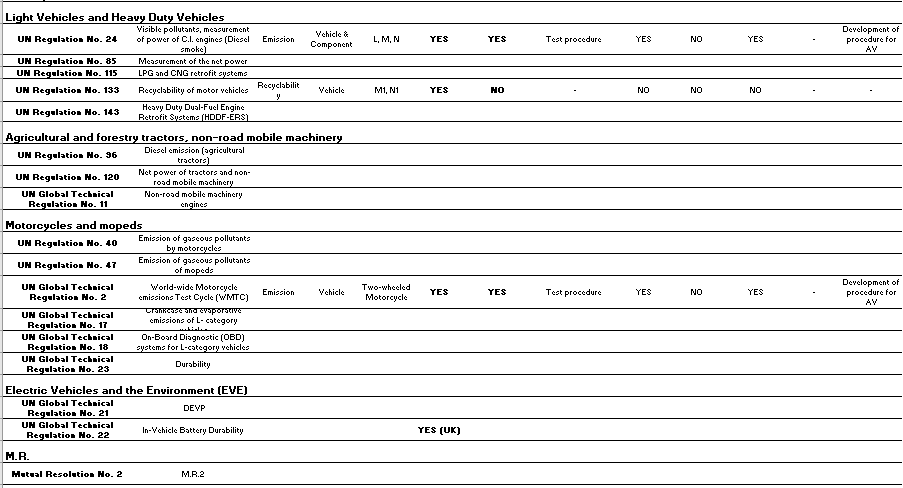 Light Vehicles and Heavy Duty Vehicles
UN Regulation No. 24 Visible pollutants, measurement of power of C.I. engines (Diesel smoke) Emission Vehicle & Component L, M, N YES YES Test procedure YES NO YES - Development of procedure for AV
UN Regulation No. 85 Measurement of the net power
UN Regulation No. 115 LPG and CNG retrofit systems
UN Regulation No. 133 Recyclability of motor vehicles Recyclability Vehicle M1, N1 YES NO - NO NO NO - -
UN Regulation No. 143 Heavy Duty Dual-Fuel Engine Retrofit Systems (HDDF-ERS)
Agricultural and forestry tractors, non-road mobile machinery
UN Regulation No. 96 Diesel emission (agricultural tractors)
UN Regulation No. 120 Net power of tractors and non-road mobile machinery
UN Global Technical Regulation No. 11 Non-road mobile machinery engines
Motorcycles and mopeds
UN Regulation No. 40 Emission of gaseous pollutants by motorcycles
UN Regulation No. 47 Emission of gaseous pollutants of mopeds
UN Global Technical Regulation No. 2 World-wide Motorcycle emissions Test Cycle (WMTC) Emission Vehicle Two-wheeled Motorcycle YES YES Test procedure YES NO YES - Development of procedure for AV
UN Global Technical Regulation No. 17 Crankcase and evaporative emissions of L-category
UN Global Technical Regulation No. 18 On-Board Diagnostic (OBD) systems for L-category vehicles
UN Global Technical Regulation No. 23 Durability
Electric Vehicles and the Environment (EVE)
UN Global Technical Regulation No. 21 DEVP
UN Global Technical Regulation No. 22 In-Vehicle Battery Durability YES (UK)
M.R.
Mutual Resolution No. 2 M.R.2